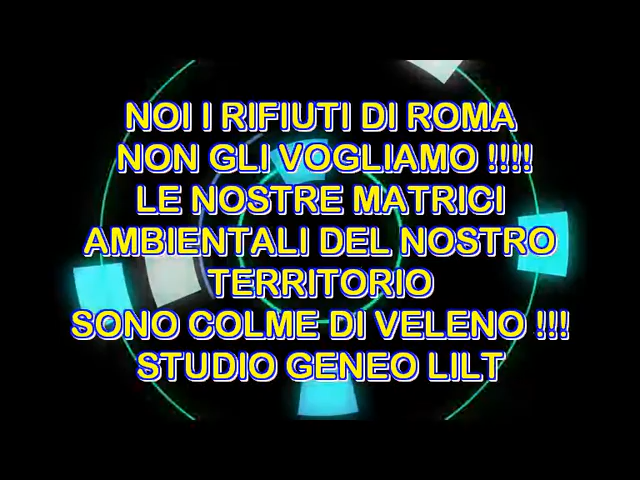 NOI I RIFIUTI DI ROMA
NON GLI VOGLIAMO !!!!
LE NOSTRE MATRICI
AMBIENTALI DEL NOSTRO
TERRITORIO
SONO COLME DI VELENO !!!
STUDIO GENEO LILT